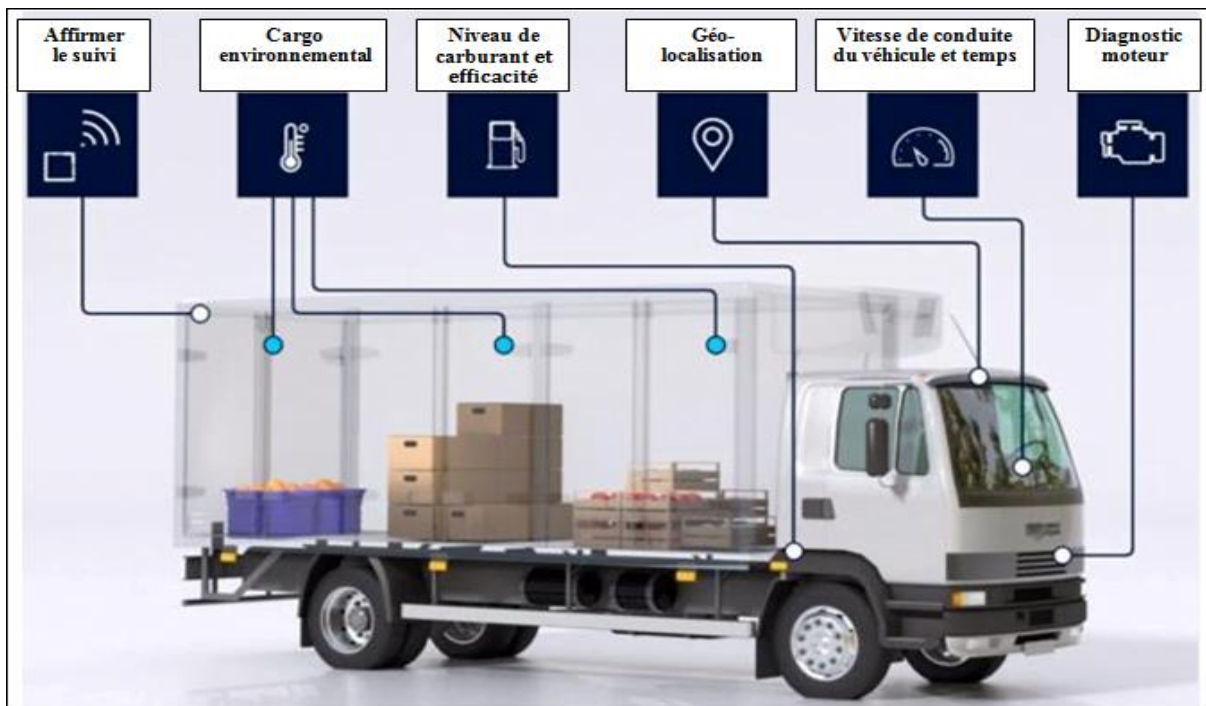 Affirmer
le suivi
Cargo
environnemental
Niveau de
carburant et
efficacité
Géo-
localisation
Vitesse de conduite
du véhicule et temps
Diagnostic
moteur